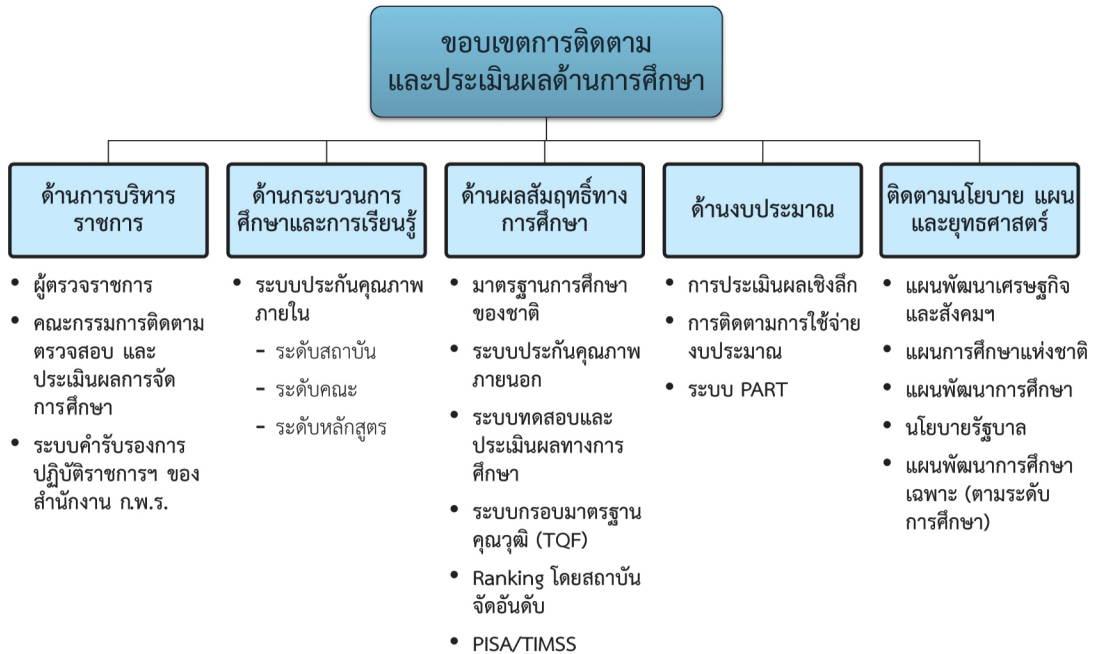 ขอบเขตการติดตาม
และประเมินผลด้านการศึกษา
ด้านการบริหาร
ราชการ
• ผู้ตรวจราชการ
• คณะกรรมการติดตาม
ตรวจสอบ และ
ประเมินผลการจัด
การศึกษา
• ระบบคำรับรองการ
ปฏิบัติราชการฯ ของ
สำนักงาน ก.พ.ร.
ด้านกระบวนการ
ศึกษาและการเรียนรู้
• ระบบประกันคุณภาพ
ภายใน
- ระดับสถาบัน
- ระดับคณะ
- ระดับหลักสูตร
ด้านผลสัมฤทธิ์ทาง
การศึกษา
• มาตรฐานการศึกษา
ของชาติ
• ระบบประกันคุณภาพ
ภายนอก
• ระบบทดสอบและ
ประเมินผลทางการ
ศึกษา
• ระบบกรอบมาตรฐาน
คุณวุฒิ (TQF)
• Ranking โดยสถาบัน
จัดอันดับ
• PISA/TIMSS
ด้านงบประมาณ
• การประเมินผลเชิงลึก
• การติดตามการใช้จ่าย
งบประมาณ
• ระบบ PART
ติดตามนโยบาย แผน
และยุทธศาสตร์
• แผนพัฒนาเศรษฐกิจ
และสังคมฯ
• แผนการศึกษาแห่งชาติ
• แผนพัฒนาการศึกษา
• นโยบายรัฐบาล
• แผนพัฒนาการศึกษา
เฉพาะ (ตามระดับ
การศึกษา)